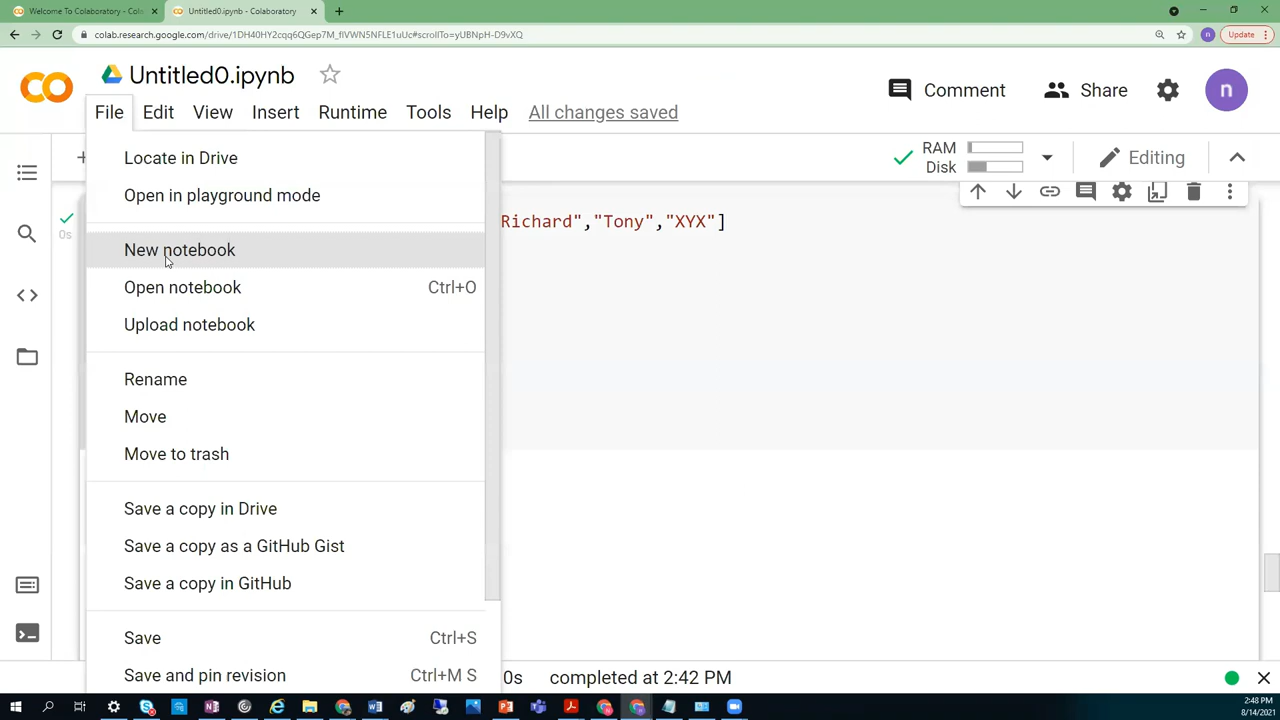 Welcome To Colaboratory - Cola
Untitled0.ipynb - Colaboratory
colab.research.google.com/drive/1DH40HY2cqq6QGep7M_flVWN5NFLE1uUc#scrollTo=yUBNpH-D9vXQ
n
Update
CO
Untitled0.ipynb
Comment
Share
n
File
Edit
View
Insert
Runtime
Tools
Help
All changes saved
RAM
Disk
Editing
0s
Richard","Tony","XYX"]
Locate in Drive
Open in playground mode
New notebook
Open notebook Ctrl+O
Upload notebook
Rename
Move
Move to trash
Save a copy in Drive
Save a copy as a GitHub Gist
Save a copy in GitHub
Save Ctrl+S
Save and pin revision Ctrl+M S
0s completed at 2:42 PM
2:48 PM
8/14/2021